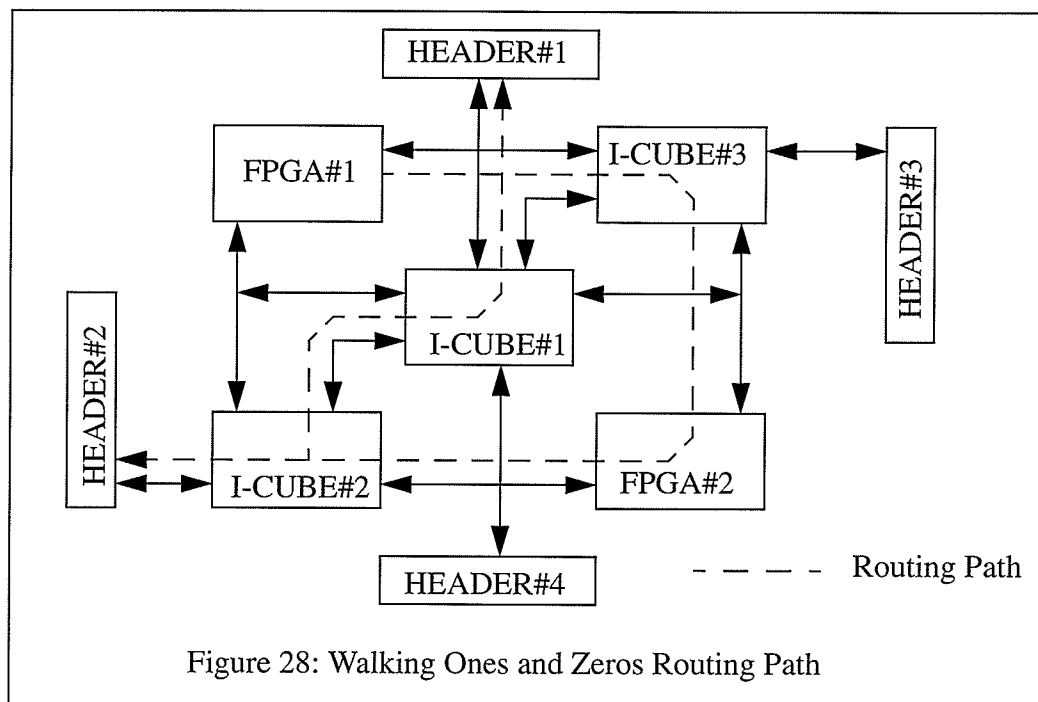 HEADER#1
FPGA#1
I-CUBE#3
HEADER#3
HEADER#2
I-CUBE#1
I-CUBE#2
FPGA#2
HEADER#4
Routing Path
Figure 28: Walking Ones and Zeros Routing Path